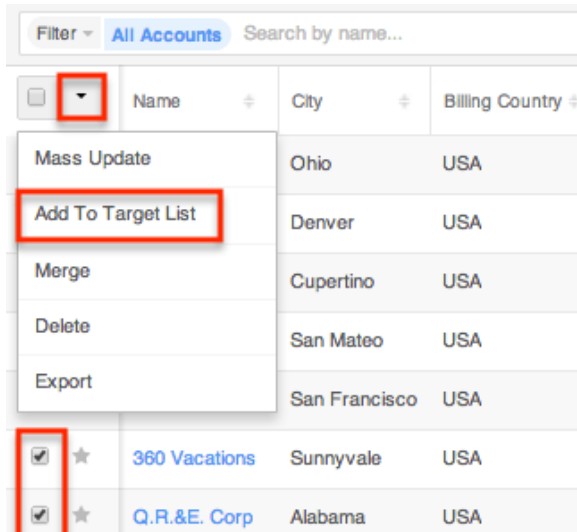 Filter All Accounts Search by name...
Name City Billing Country
Mass Update
Ohio USA
Add To Target List
Denver USA
Merge
Cupertino USA
Delete
San Mateo USA
Export
San Francisco USA
360 Vacations Sunnyvale USA
Q.R.&E. Corp Alabama USA